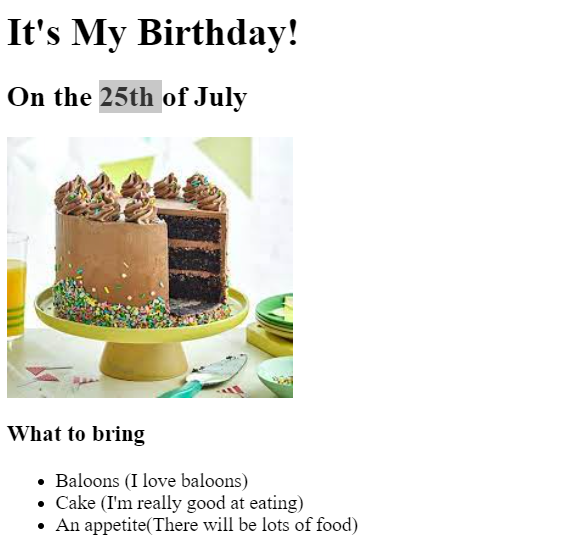 It's My Birthday!
On the 25th of July
What to bring
Baloons (I love baloons)
Cake (I'm really good at eating)
An appetite(There will be lots of food)